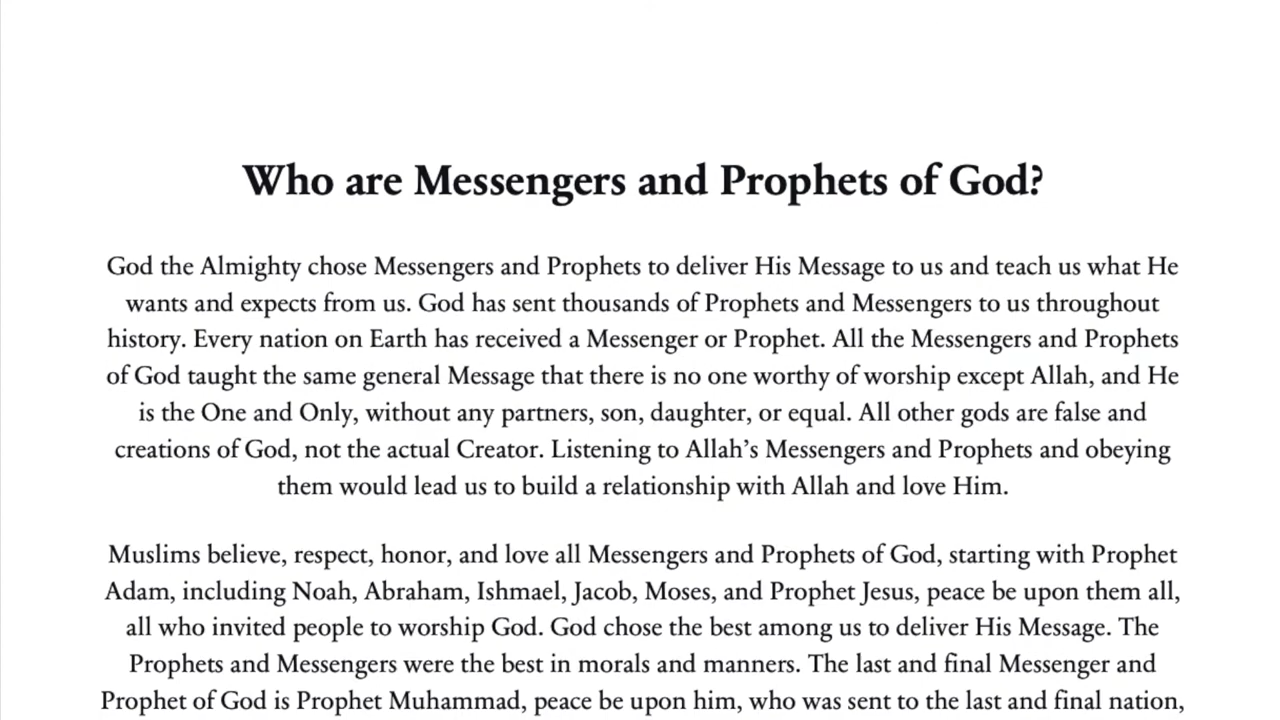 Who are Messengers and Prophets of God?
God the Almighty chose Messengers and Prophets to deliver His Message to us and teach us what He
wants and expects from us. God has sent thousands of Prophets and Messengers to us throughout
history. Every nation on Earth has received a Messenger or Prophet. All the Messengers and Prophets
of God taught the same general Message that there is no one worthy of worship except Allah, and He
is the One and Only, without any partners, son, daughter, or equal. All other gods are false and
creations of God, not the actual Creator. Listening to Allah’s Messengers and Prophets and obeying
them would lead us to build a relationship with Allah and love Him.
Muslims believe, respect, honor, and love all Messengers and Prophets of God, starting with Prophet
Adam, including Noah, Abraham, Ishmael, Jacob, Moses, and Prophet Jesus, peace be upon them all,
all who invited people to worship God. God chose the best among us to deliver His Message. The
Prophets and Messengers were the best in morals and manners. The last and final Messenger and
Prophet of God is Prophet Muhammad, peace be upon him, who was sent to the last and final nation,